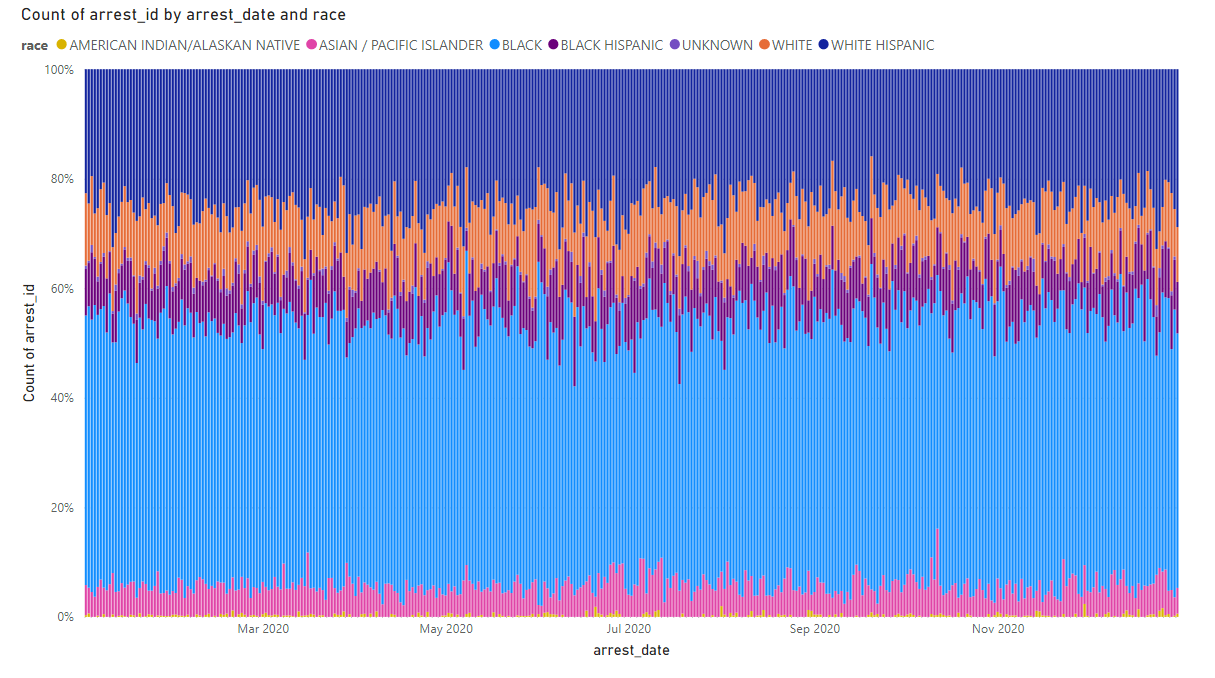 Count of arrest_id by arrest_date and race
race AMERICAN INDIAN/ALASKAN NATIVE ASIAN / PACIFIC ISLANDER BLACK BLACK HISPANIC UNKNOWN WHITE WHITE HISPANIC
100%
80%
60%
40%
20%
0%
Count of arrest_id
Mar 2020 May 2020 Jul 2020 Sep 2020 Nov 2020
arrest_date